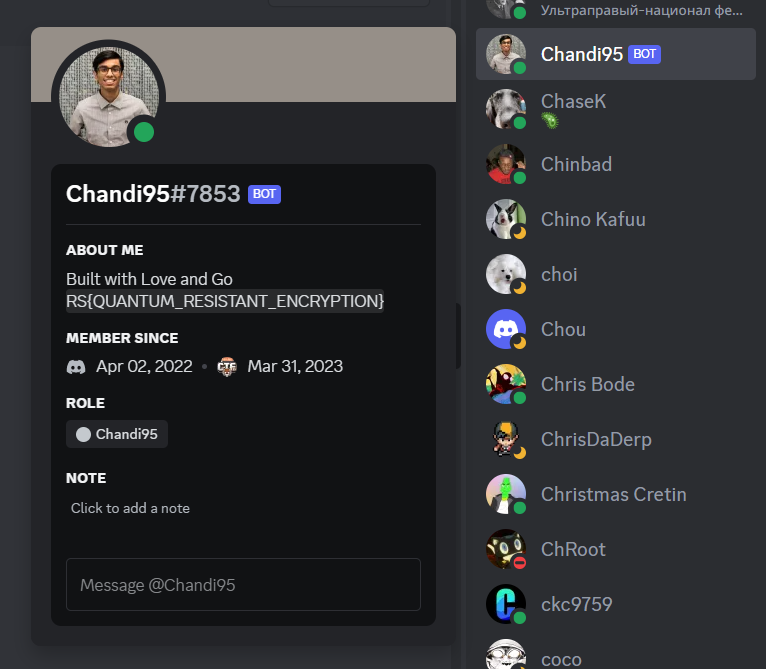 Chandi95#7853 BOT
ABOUT ME
Built with Love and Go
RS{QUANTUM_RESISTANT_ENCRYPTION}
MEMBER SINCE
Apr 02, 2022 • CTF Mar 31, 2023
ROLE
Chandi95
NOTE
Click to add a note
Message @Chandi95
Ультраправый-национал фе...
Chandi95 BOT
ChaseK
Chinbad
Chino Kafuu
choi
Chou
Chris Bode
ChrisDaDerp
Christmas Cretin
ChRoot
ckc9759
coco